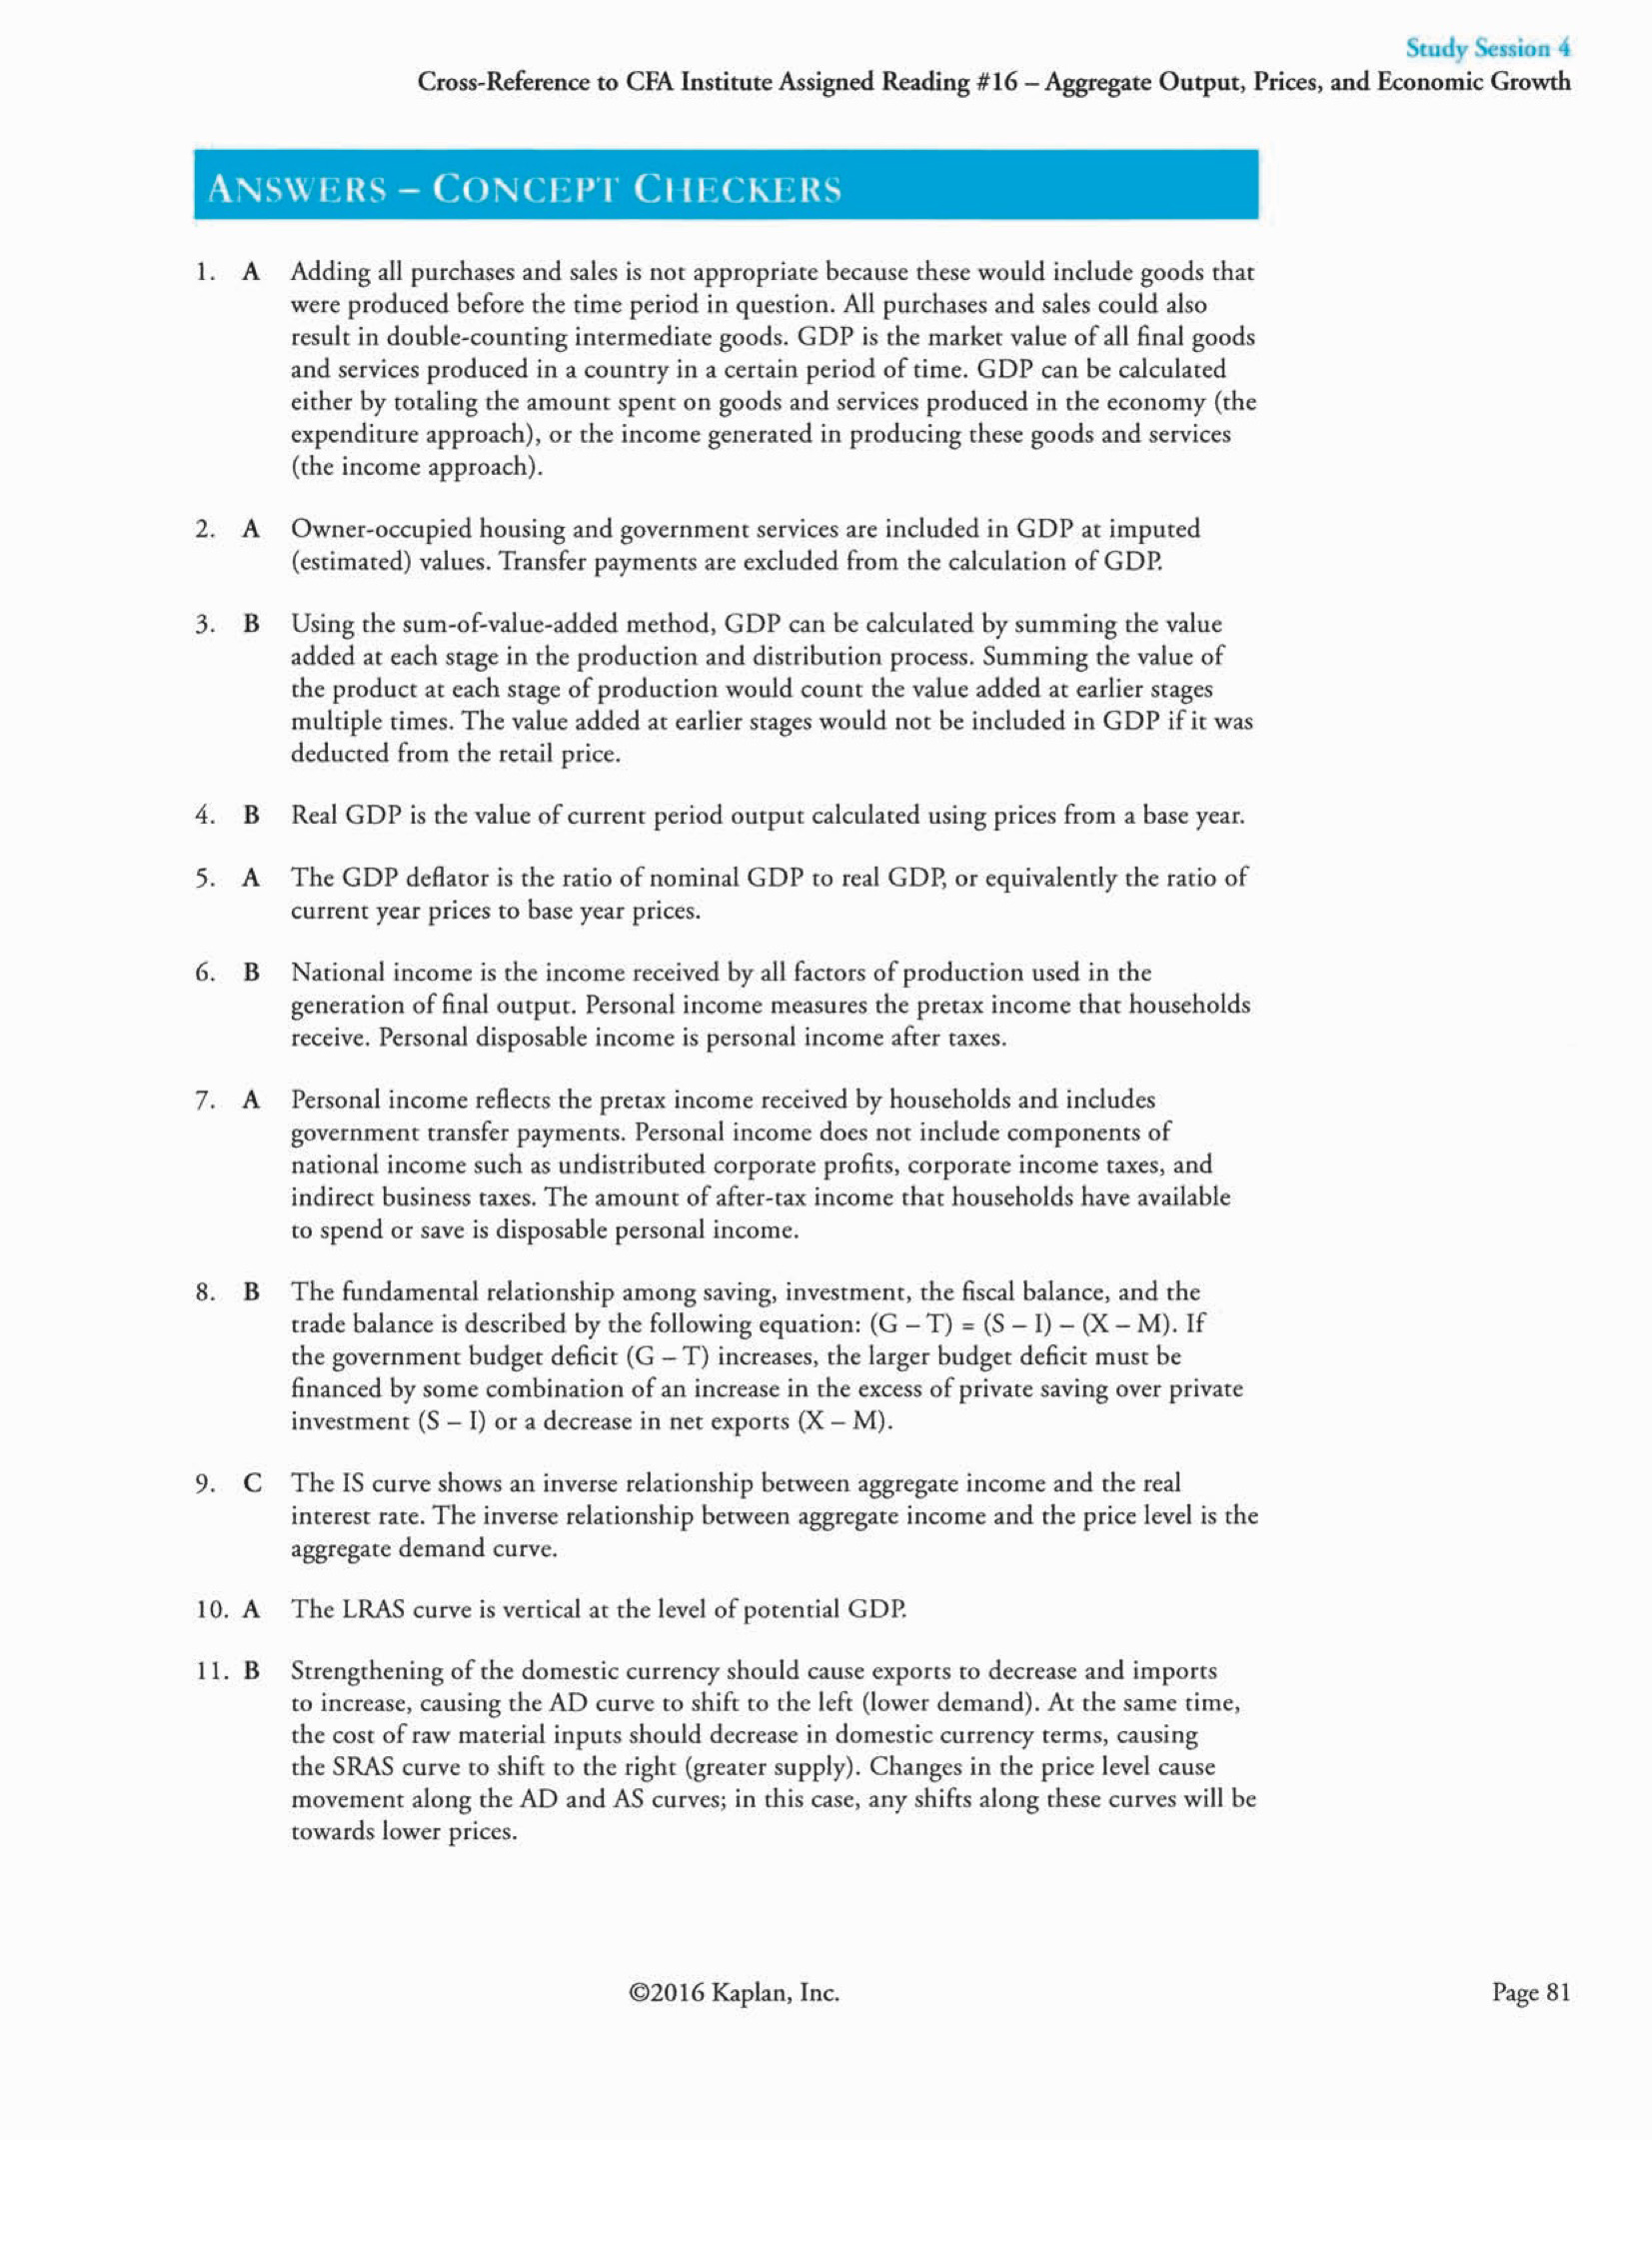 Study Session 4
Cross-Reference to CFA Institute Assigned Reading #16 – Aggregate Output, Prices, and Economic Growth
ANSWERS – CONCEPT CHECKERS
1. A Adding all purchases and sales is not appropriate because these would include goods that
were produced before the time period in question. All purchases and sales could also
result in double-counting intermediate goods. GDP is the market value of all final goods
and services produced in a country in a certain period of time. GDP can be calculated
either by totaling the amount spent on goods and services produced in the economy (the
expenditure approach), or the income generated in producing these goods and services
(the income approach).
2. A Owner-occupied housing and government services are included in GDP at imputed
(estimated) values. Transfer payments are excluded from the calculation of GDP.
3. B Using the sum-of-value-added method, GDP can be calculated by summing the value
added at each stage in the production and distribution process. Summing the value of
the product at each stage of production would count the value added at earlier stages
multiple times. The value added at earlier stages would not be included in GDP if it was
deducted from the retail price.
4. B Real GDP is the value of current period output calculated using prices from a base year.
5. A The GDP deflator is the ratio of nominal GDP to real GDP, or equivalently the ratio of
current year prices to base year prices.
6. B National income is the income received by all factors of production used in the
generation of final output. Personal income measures the pretax income that households
receive. Personal disposable income is personal income after taxes.
7. A Personal income reflects the pretax income received by households and includes
government transfer payments. Personal income does not include components of
national income such as undistributed corporate profits, corporate income taxes, and
indirect business taxes. The amount of after-tax income that households have available
to spend or save is disposable personal income.
8. B The fundamental relationship among saving, investment, the fiscal balance, and the
trade balance is described by the following equation: (G – T) = (S – I) – (X – M). If
the government budget deficit (G – T) increases, the larger budget deficit must be
financed by some combination of an increase in the excess of private saving over private
investment (S – I) or a decrease in net exports (X – M).
9. C The IS curve shows an inverse relationship between aggregate income and the real
interest rate. The inverse relationship between aggregate income and the price level is the
aggregate demand curve.
10. A The LRAS curve is vertical at the level of potential GDP.
11. B Strengthening of the domestic currency should cause exports to decrease and imports
to increase, causing the AD curve to shift to the left (lower demand). At the same time,
the cost of raw material inputs should decrease in domestic currency terms, causing
the SRAS curve to shift to the right (greater supply). Changes in the price level cause
movement along the AD and AS curves; in this case, any shifts along these curves will be
towards lower prices.
©2016 Kaplan, Inc.
Page 81